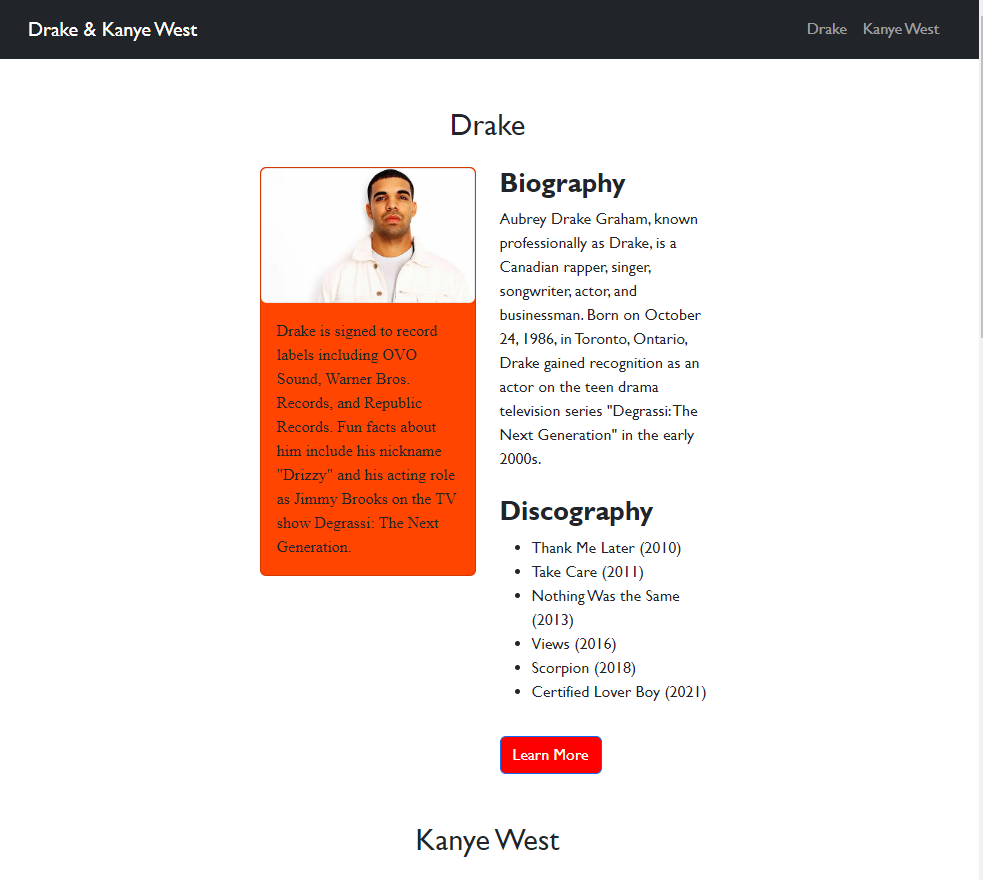 Drake & Kanye West
Drake
Kanye West
Drake
Drake is signed to record
labels including OVO
Sound, Warner Bros.
Records, and Republic
Records. Fun facts about
him include his nickname
"Drizzy" and his acting role
as Jimmy Brooks on the TV
show Degrassi: The Next
Generation.
Biography
Aubrey Drake Graham, known
professionally as Drake, is a
Canadian rapper, singer,
songwriter, actor, and
businessman. Born on October
24, 1986, in Toronto, Ontario,
Drake gained recognition as an
actor on the teen drama
television series "Degrassi: The
Next Generation" in the early
2000s.
Discography
• Thank Me Later (2010)
• Take Care (2011)
• Nothing Was the Same
(2013)
• Views (2016)
• Scorpion (2018)
• Certified Lover Boy (2021)
Learn More
Kanye West